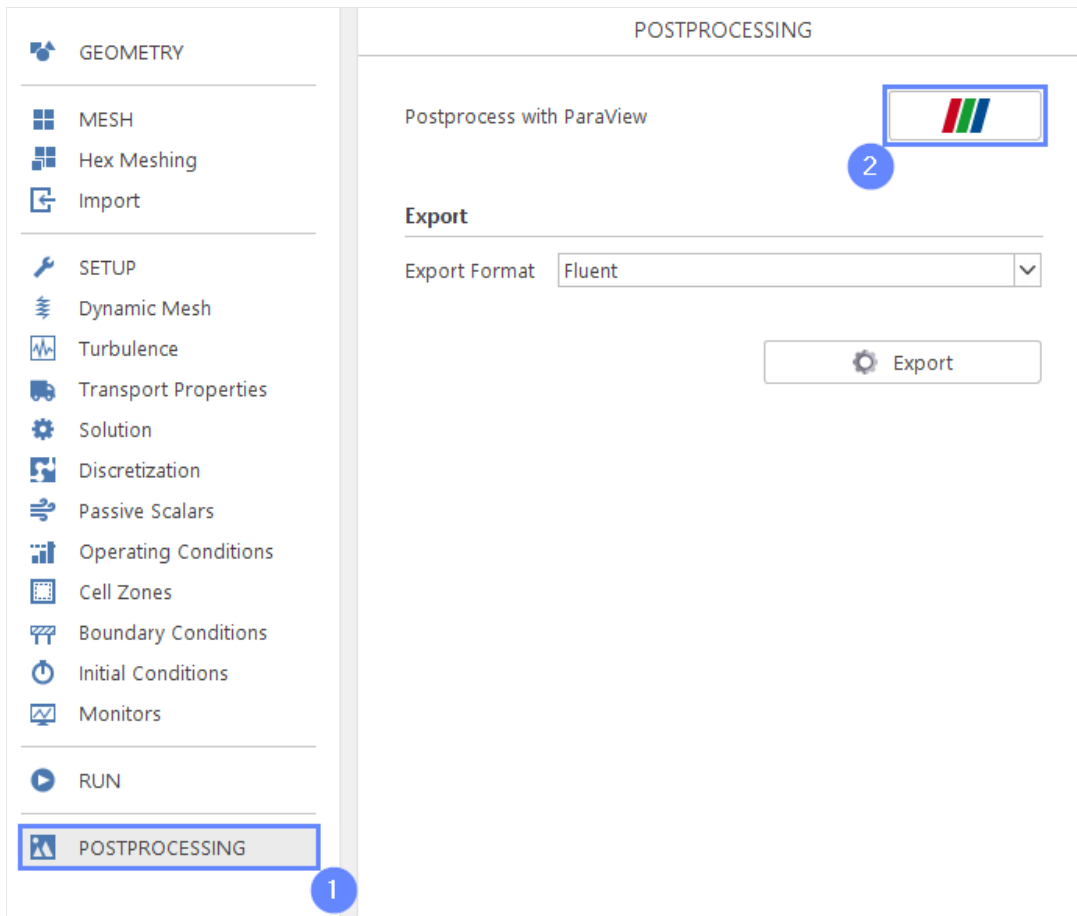 GEOMETRY
MESH
Hex Meshing
Import
SETUP
Dynamic Mesh
Turbulence
Transport Properties
Solution
Discretization
Passive Scalars
Operating Conditions
Cell Zones
Boundary Conditions
Initial Conditions
Monitors
RUN
POSTPROCESSING
1
POSTPROCESSING
Postprocess with ParaView
2
Export
Export Format Fluent
Export